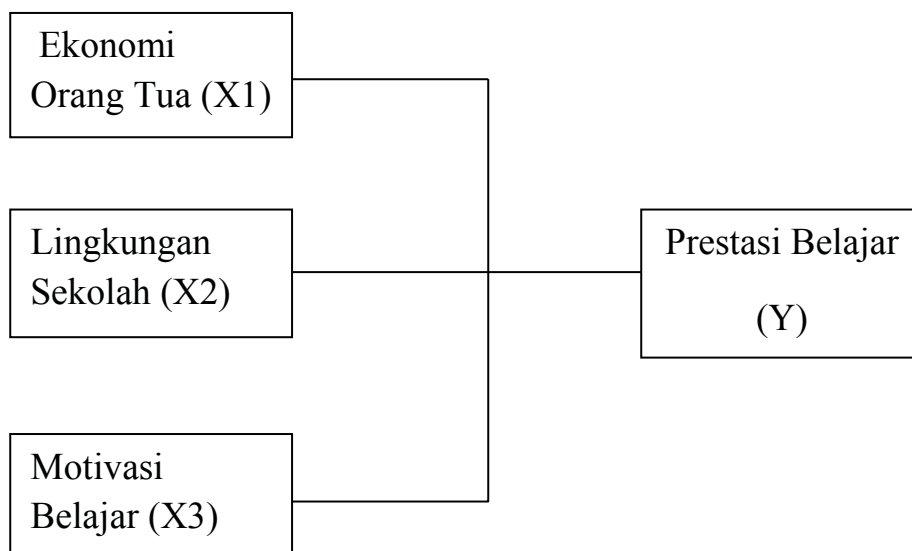 Ekonomi
Orang Tua (X1)
Lingkungan
Sekolah (X2)
Prestasi Belajar
(Y)
Motivasi
Belajar (X3)